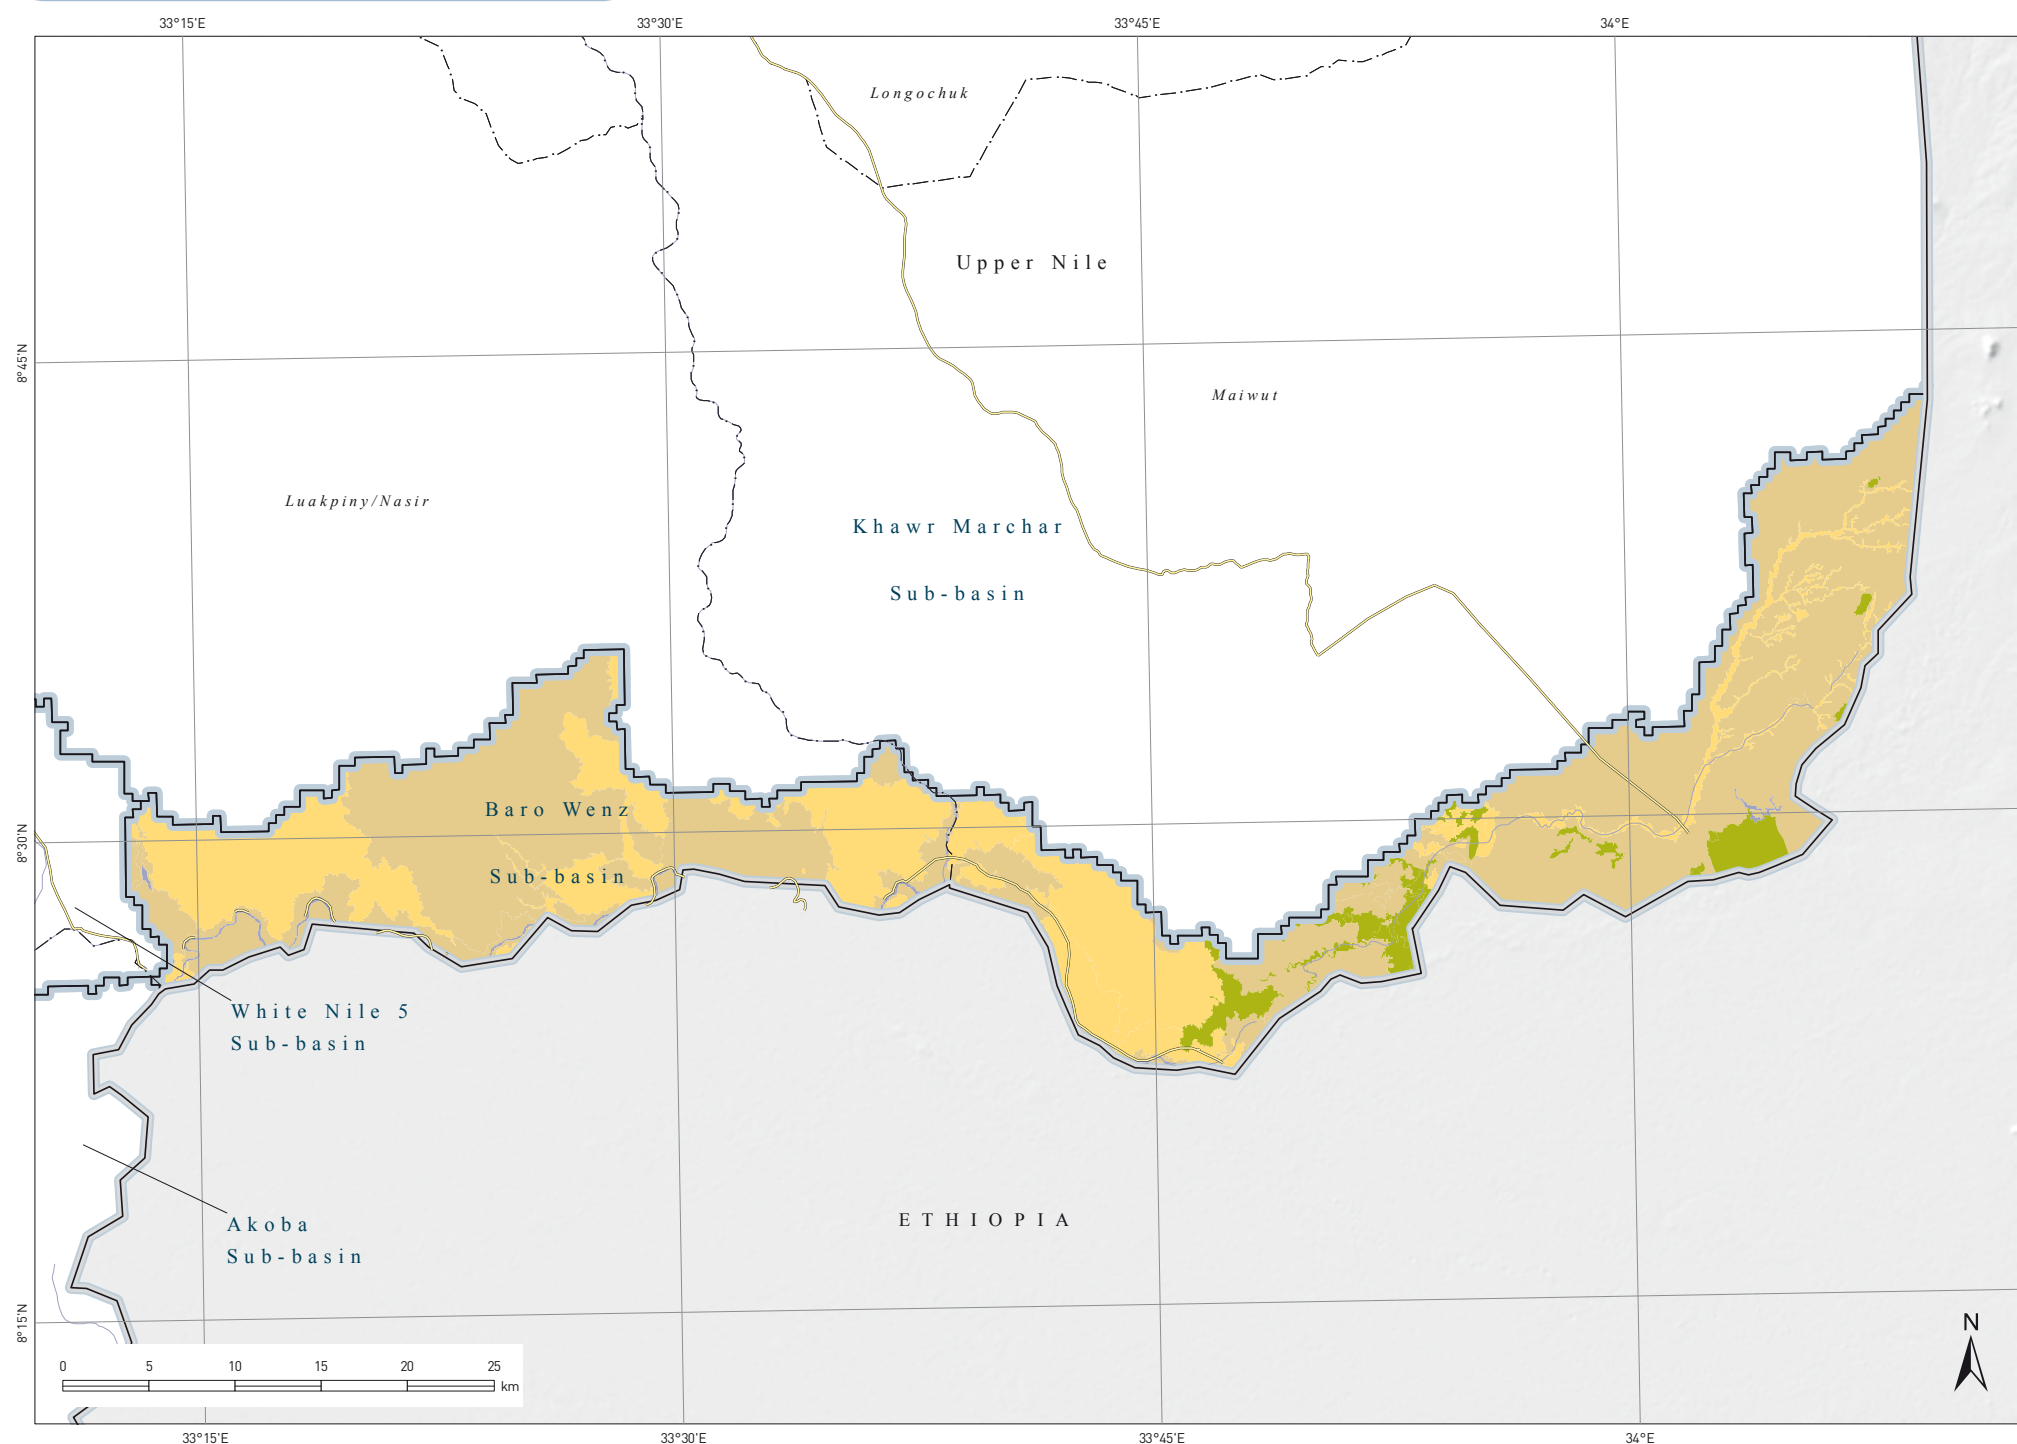 33°15'E
33°30'E
33°45'E
34°E
Longochuk
Upper Nile
8°45'N
Maiwut
Luakpiny/Nasir
Khawr Marchar
Sub-basin
Baro Wenz
Sub-basin
8°30'N
White Nile 5
Sub-basin
Akoba
Sub-basin
ETHIOPIA
8°15'N
N
0 5 10 15 20 25
km
33°15'E
33°30'E
33°45'E
34°E